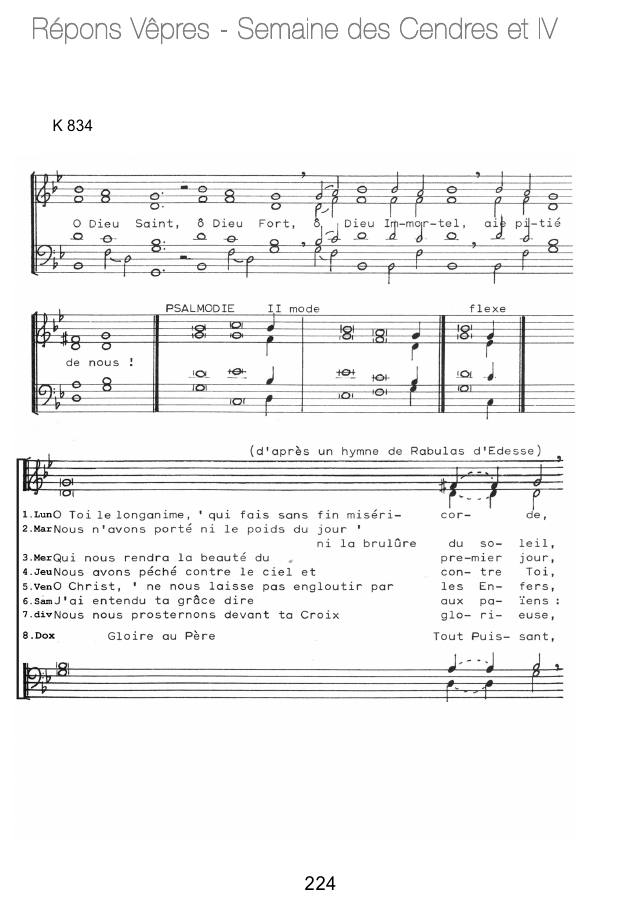 Répons Vêpres - Semaine des Cendres et IV
K 834
O Dieu Saint, ô Dieu Fort, ô, Dieu Im-mor-tel, aie pi-tié
PSALMODIE II mode flexe
de nous !
(d'après un hymne de Rabulas d'Edesse)
1.Lun O Toi le longanime, ' qui fais sans fin miséri- cor- de,
2.Mar Nous n'avons porté ni le poids du jour '
ni la brulûre du so- leil,
3.Mer Qui nous rendra la beauté du pre-mier jour,
4.Jeu Nous avons péché contre le ciel et con- tre Toi,
5.Ven O Christ, ' ne nous laisse pas engloutir par les En- fers,
6.Sam J'ai entendu ta grâce dire aux pa- ïens :
7.div Nous nous prosternons devant ta Croix glo- ri- euse,
8.Dox Gloire au Père Tout Puis- sant,
224